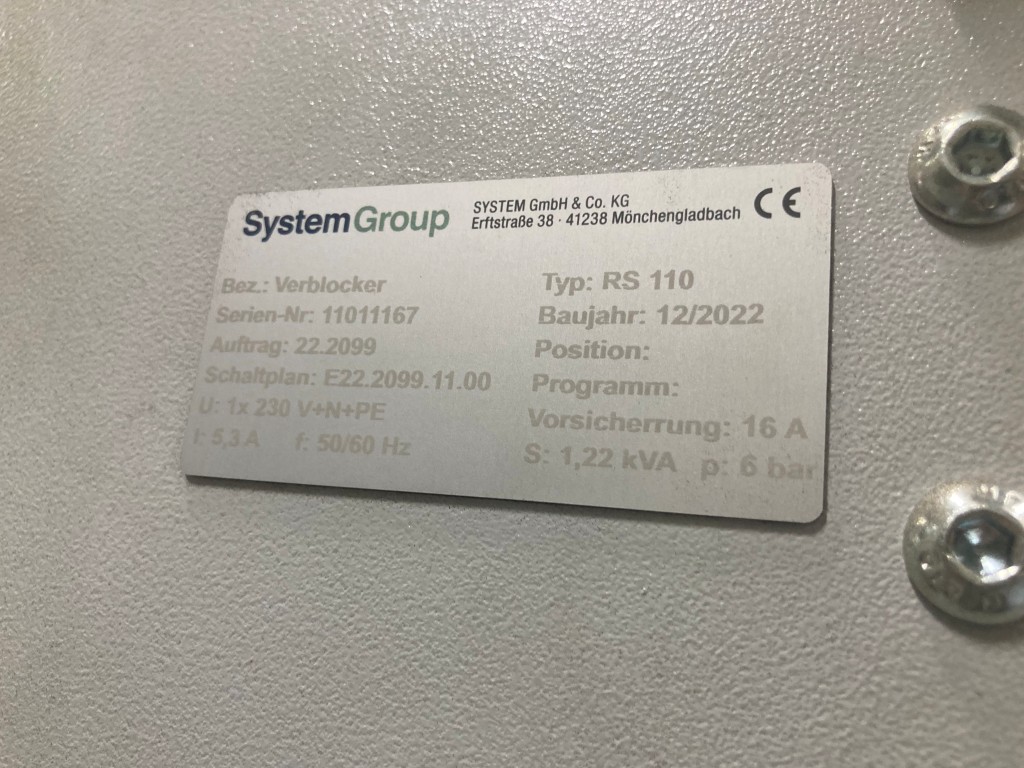 SystemGroup
SYSTEM GmbH & Co. KG
Erftstraße 38 · 41238 Mönchengladbach
CE
Bez.: Verblocker
Serien-Nr: 11011167
Auftrag: 22.2099
Schaltplan: E22.2099.11.00
U: 1x 230 V+N+PE
I: 5,3 A f: 50/60 Hz
Typ: RS 110
Baujahr: 12/2022
Position:
Programm:
Vorsicherrung: 16 A
S: 1,22 kVA p: 6 bar